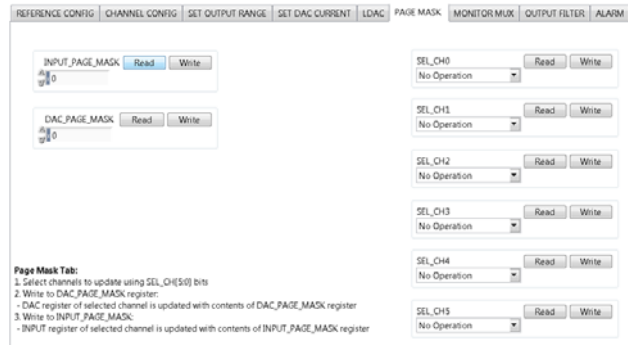 REFERENCE CONFIG CHANNEL CONFIG SET OUTPUT RANGE SET DAC CURRENT LDAC PAGE MASK MONITOR MUX OUTPUT FILTER ALARM
INPUT_PAGE_MASK Read Write
0
DAC_PAGE_MASK Read Write
0
SEL_CH0 Read Write
No Operation
SEL_CH1 Read Write
No Operation
SEL_CH2 Read Write
No Operation
SEL_CH3 Read Write
No Operation
SEL_CH4 Read Write
No Operation
SEL_CH5 Read Write
No Operation
Page Mask Tab:
1. Select channels to update using SEL_CH[5:0] bits
2. Write to DAC_PAGE_MASK register:
- DAC register of selected channel is updated with contents of DAC_PAGE_MASK register
3. Write to INPUT_PAGE_MASK:
- INPUT register of selected channel is updated with contents of INPUT_PAGE_MASK register